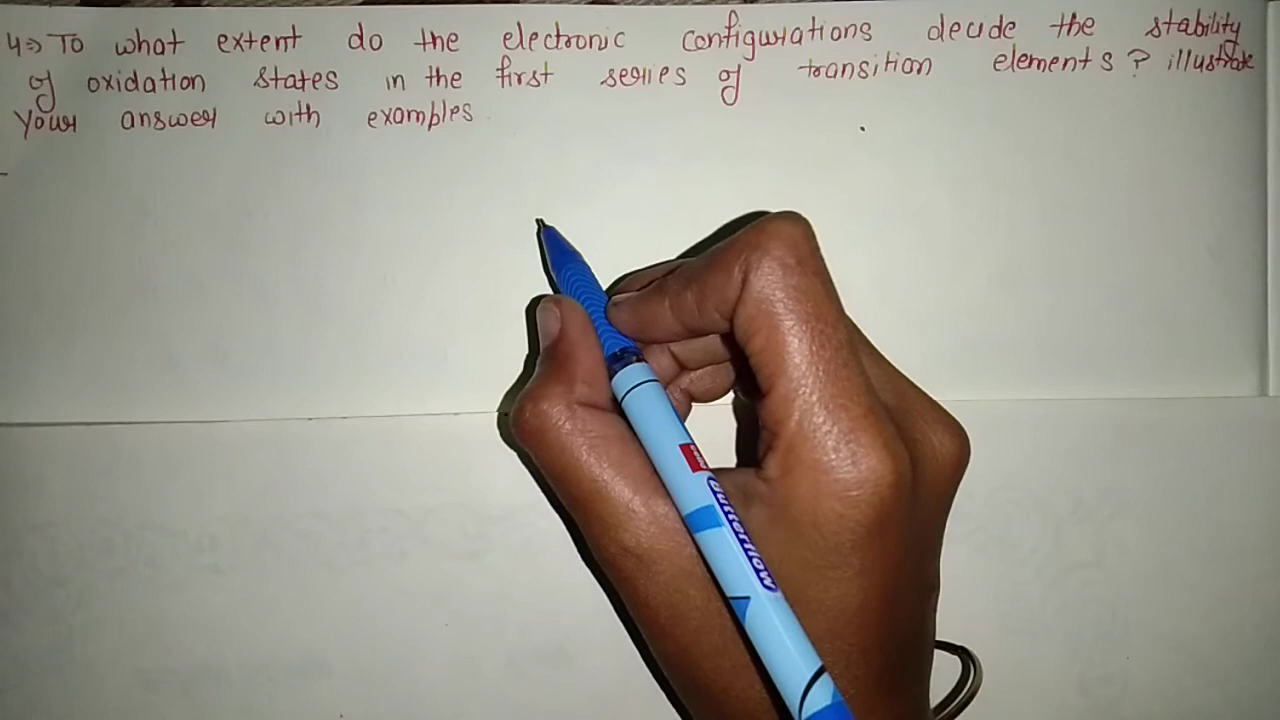 4⇒ To what extent do the electronic configurations decide the stability
of oxidation states in the first series of transition elements? illustrate
your answer with examples
Butterflow